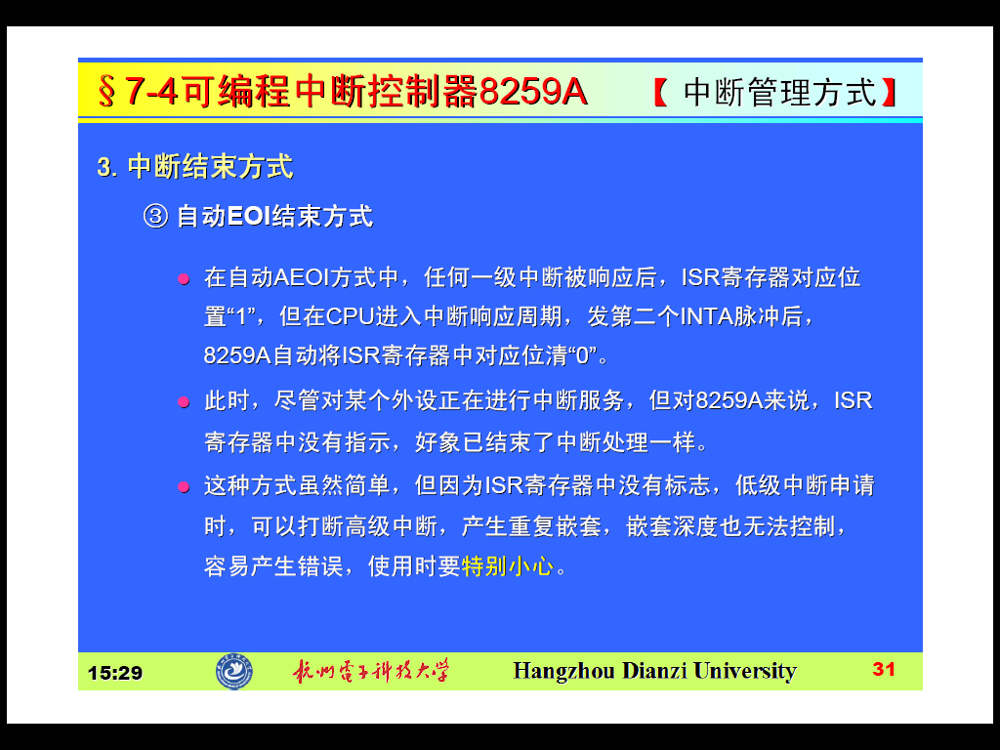 §7-4可编程中断控制器8259A 【 中断管理方式】
3. 中断结束方式
③ 自动EOI结束方式
● 在自动AEOI方式中，任何一级中断被响应后，ISR寄存器对应位
置“1”，但在CPU进入中断响应周期，发第二个INTA脉冲后，
8259A自动将ISR寄存器中对应位清“0”。
● 此时，尽管对某个外设正在进行中断服务，但对8259A来说，ISR
寄存器中没有指示，好象已结束了中断处理一样。
● 这种方式虽然简单，但因为ISR寄存器中没有标志，低级中断申请
时，可以打断高级中断，产生重复嵌套，嵌套深度也无法控制，
容易产生错误，使用时要特别小心。
15:29 杭州电子科技大学 Hangzhou Dianzi University 31